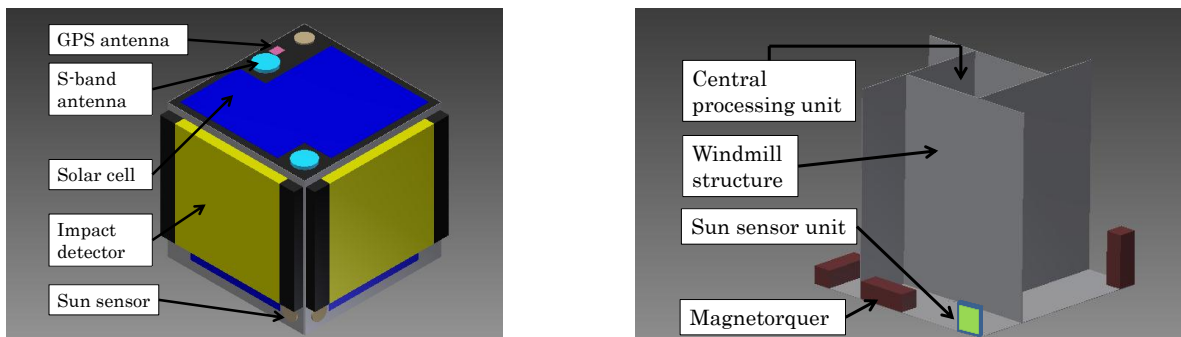 GPS antenna
S-band
antenna
Solar cell
Impact
detector
Sun sensor
Central
processing unit
Windmill
structure
Sun sensor unit
Magnetorquer